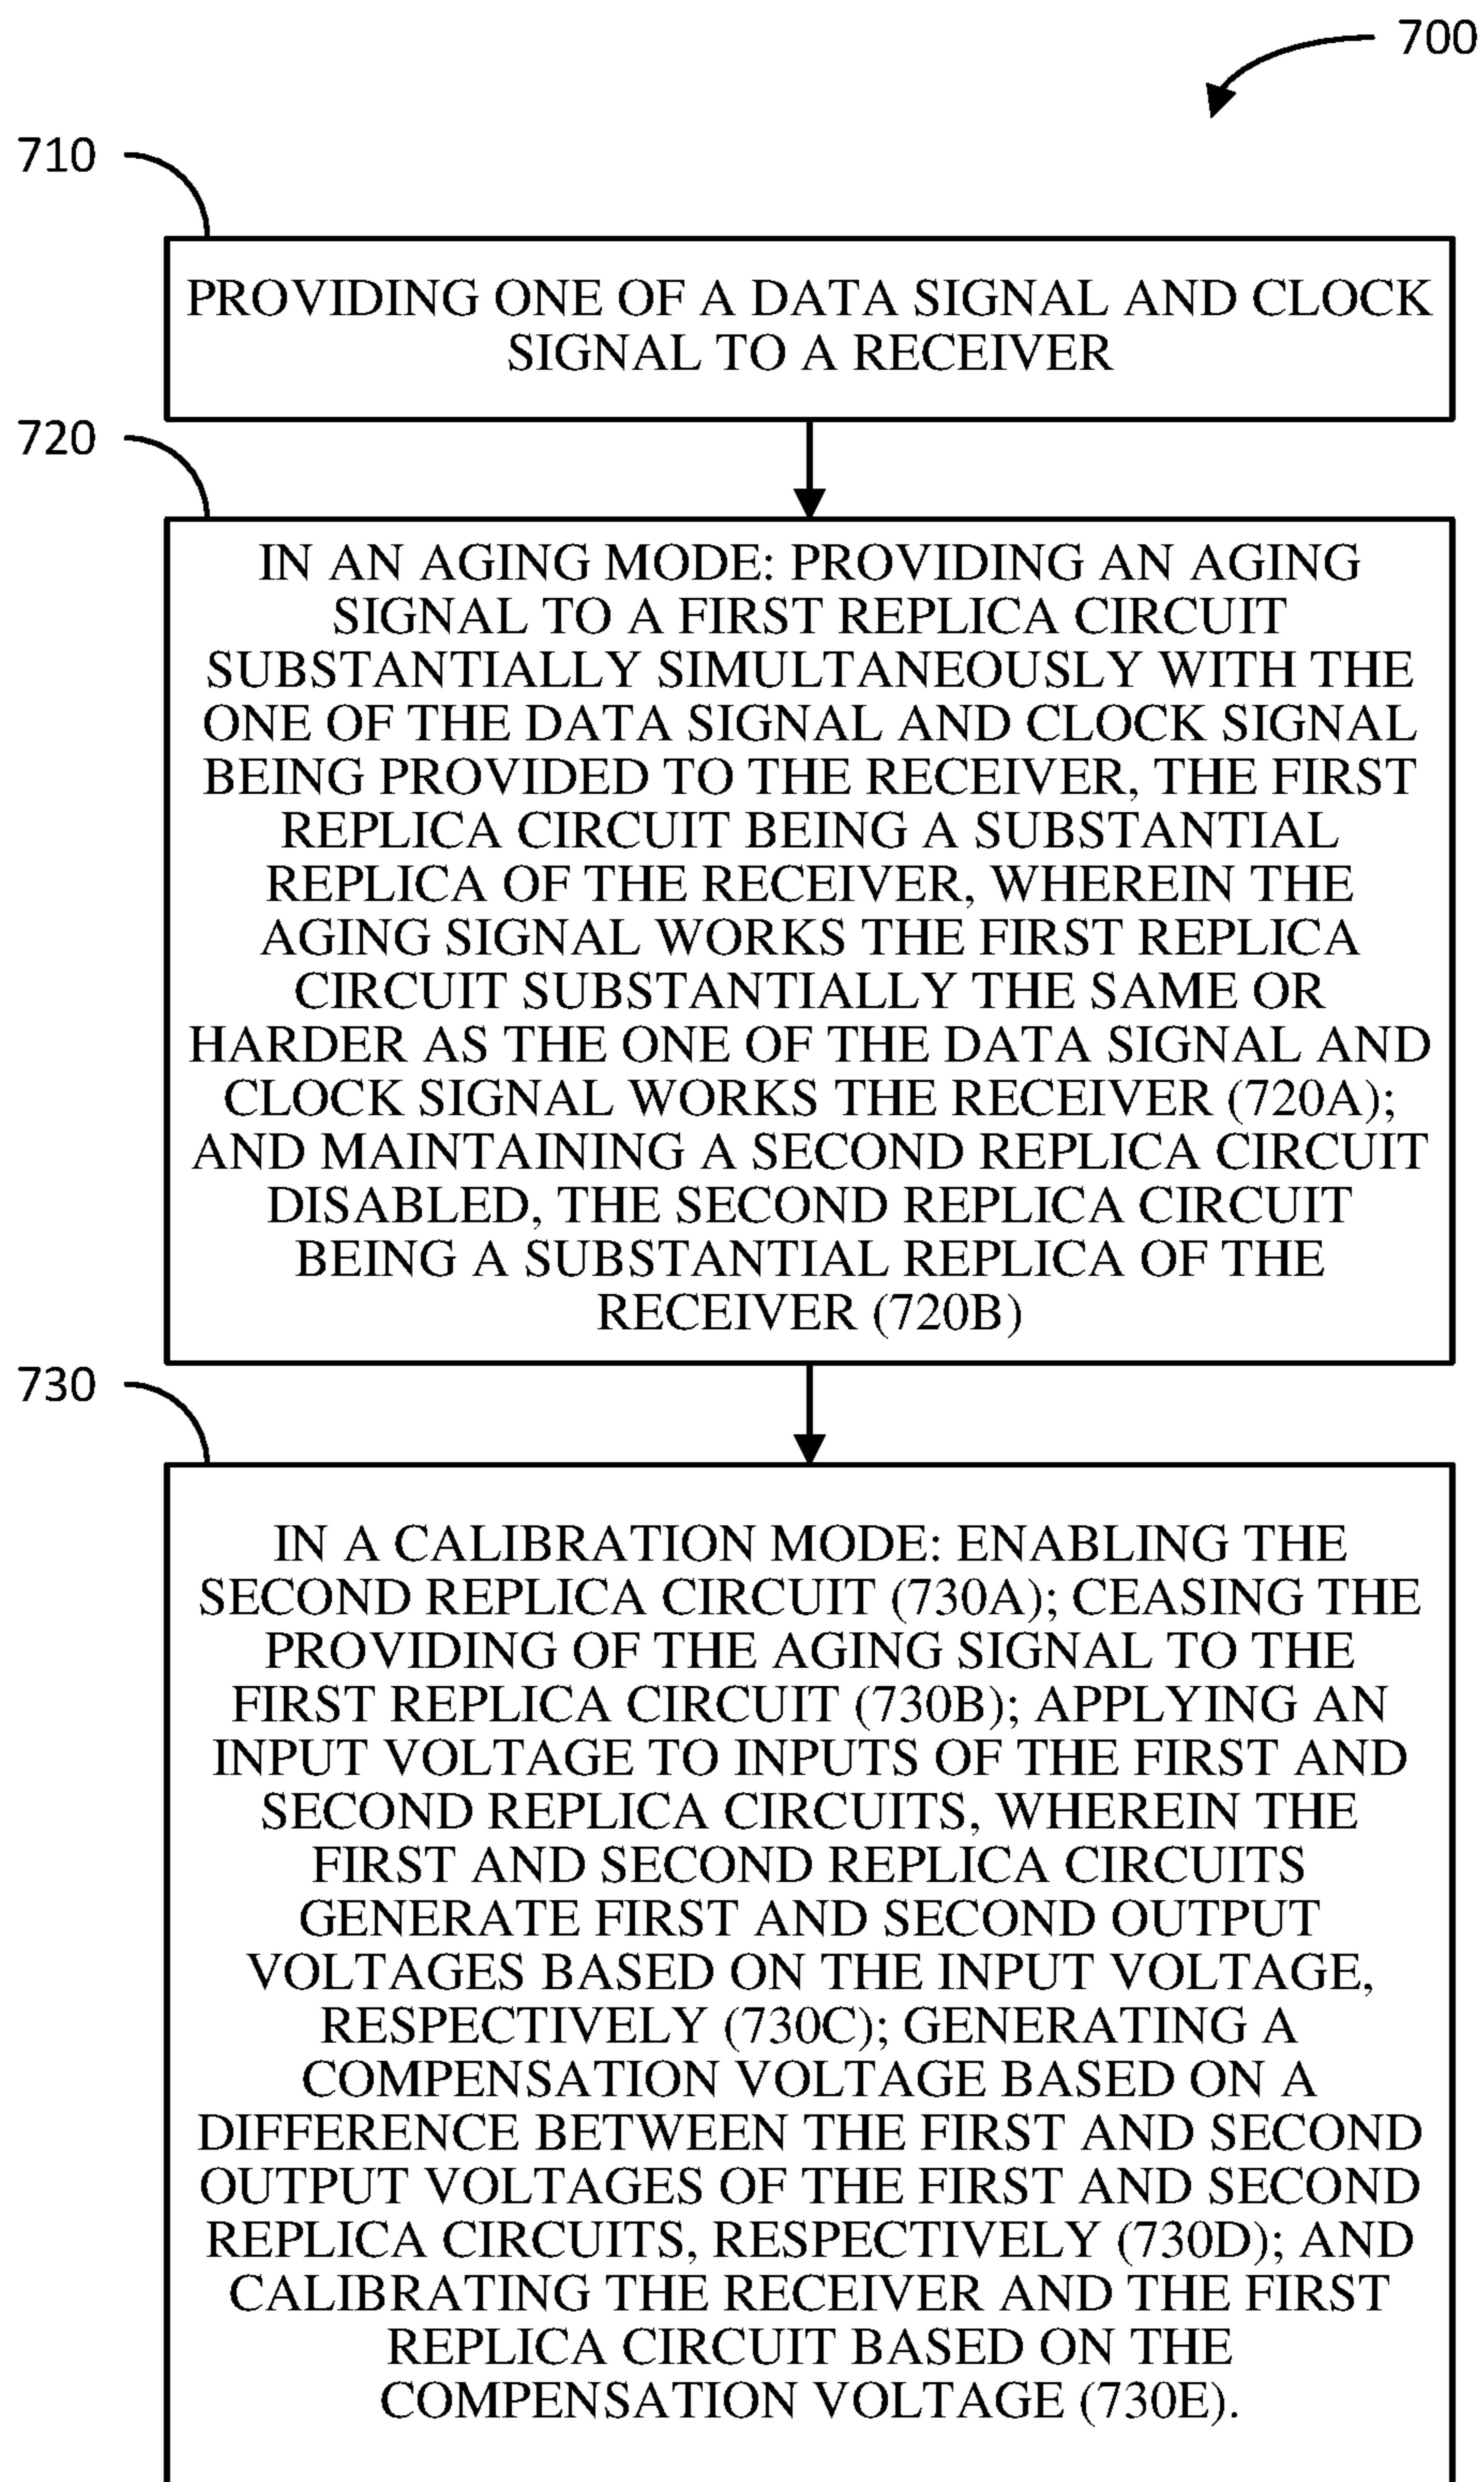 700
710
PROVIDING ONE OF A DATA SIGNAL AND CLOCK
SIGNAL TO A RECEIVER
720
IN AN AGING MODE: PROVIDING AN AGING
SIGNAL TO A FIRST REPLICA CIRCUIT
SUBSTANTIALLY SIMULTANEOUSLY WITH THE
ONE OF THE DATA SIGNAL AND CLOCK SIGNAL
BEING PROVIDED TO THE RECEIVER, THE FIRST
REPLICA CIRCUIT BEING A SUBSTANTIAL
REPLICA OF THE RECEIVER, WHEREIN THE
AGING SIGNAL WORKS THE FIRST REPLICA
CIRCUIT SUBSTANTIALLY THE SAME OR
HARDER AS THE ONE OF THE DATA SIGNAL AND
CLOCK SIGNAL WORKS THE RECEIVER (720A);
AND MAINTAINING A SECOND REPLICA CIRCUIT
DISABLED, THE SECOND REPLICA CIRCUIT
BEING A SUBSTANTIAL REPLICA OF THE
RECEIVER (720B)
730
IN A CALIBRATION MODE: ENABLING THE
SECOND REPLICA CIRCUIT (730A); CEASING THE
PROVIDING OF THE AGING SIGNAL TO THE
FIRST REPLICA CIRCUIT (730B); APPLYING AN
INPUT VOLTAGE TO INPUTS OF THE FIRST AND
SECOND REPLICA CIRCUITS, WHEREIN THE
FIRST AND SECOND REPLICA CIRCUITS
GENERATE FIRST AND SECOND OUTPUT
VOLTAGES BASED ON THE INPUT VOLTAGE,
RESPECTIVELY (730C); GENERATING A
COMPENSATION VOLTAGE BASED ON A
DIFFERENCE BETWEEN THE FIRST AND SECOND
OUTPUT VOLTAGES OF THE FIRST AND SECOND
REPLICA CIRCUITS, RESPECTIVELY (730D); AND
CALIBRATING THE RECEIVER AND THE FIRST
REPLICA CIRCUIT BASED ON THE
COMPENSATION VOLTAGE (730E).